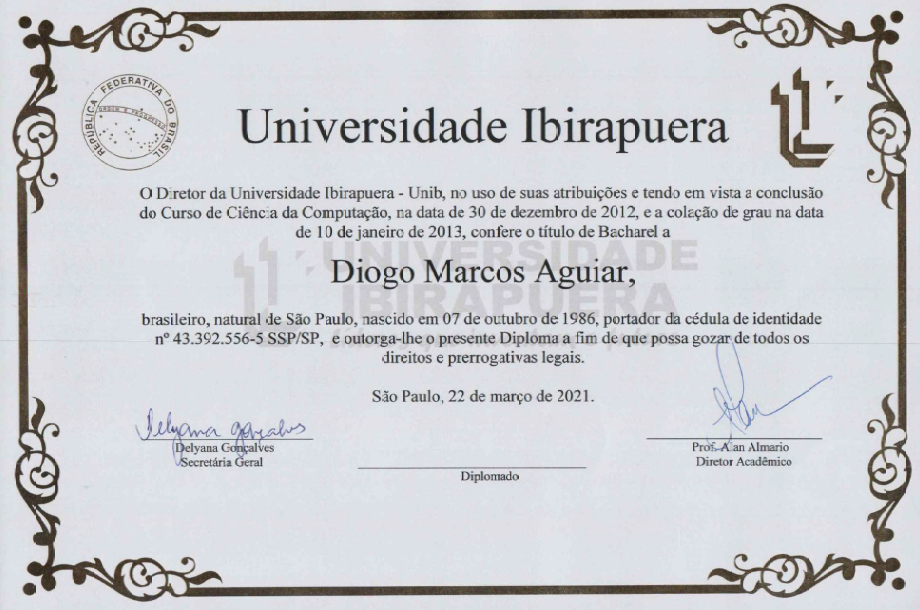 REPÚBLICA FEDERATIVA DO BRASIL
ORDEM E PROGRESSO
Universidade Ibirapuera
O Diretor da Universidade Ibirapuera - Unib, no uso de suas atribuições e tendo em vista a conclusão
do Curso de Ciência da Computação, na data de 30 de dezembro de 2012, e a colação de grau na data
de 10 de janeiro de 2013, confere o título de Bacharel a
UNIVERSIDADE
Diogo Marcos Aguiar,
IBIRAPUERA
brasileiro, natural de São Paulo, nascido em 07 de outubro de 1986, portador da cédula de identidade
nº 43.392.556-5 SSP/SP, é outorga-lhe o presente Diploma a fim de que possa gozar de todos os
direitos e prerrogativas legais.
São Paulo, 22 de março de 2021.
Delyana Gonçalves
Delyana Gonçalves
Secretária Geral
Prof. Alan Almario
Diretor Acadêmico
Diplomado